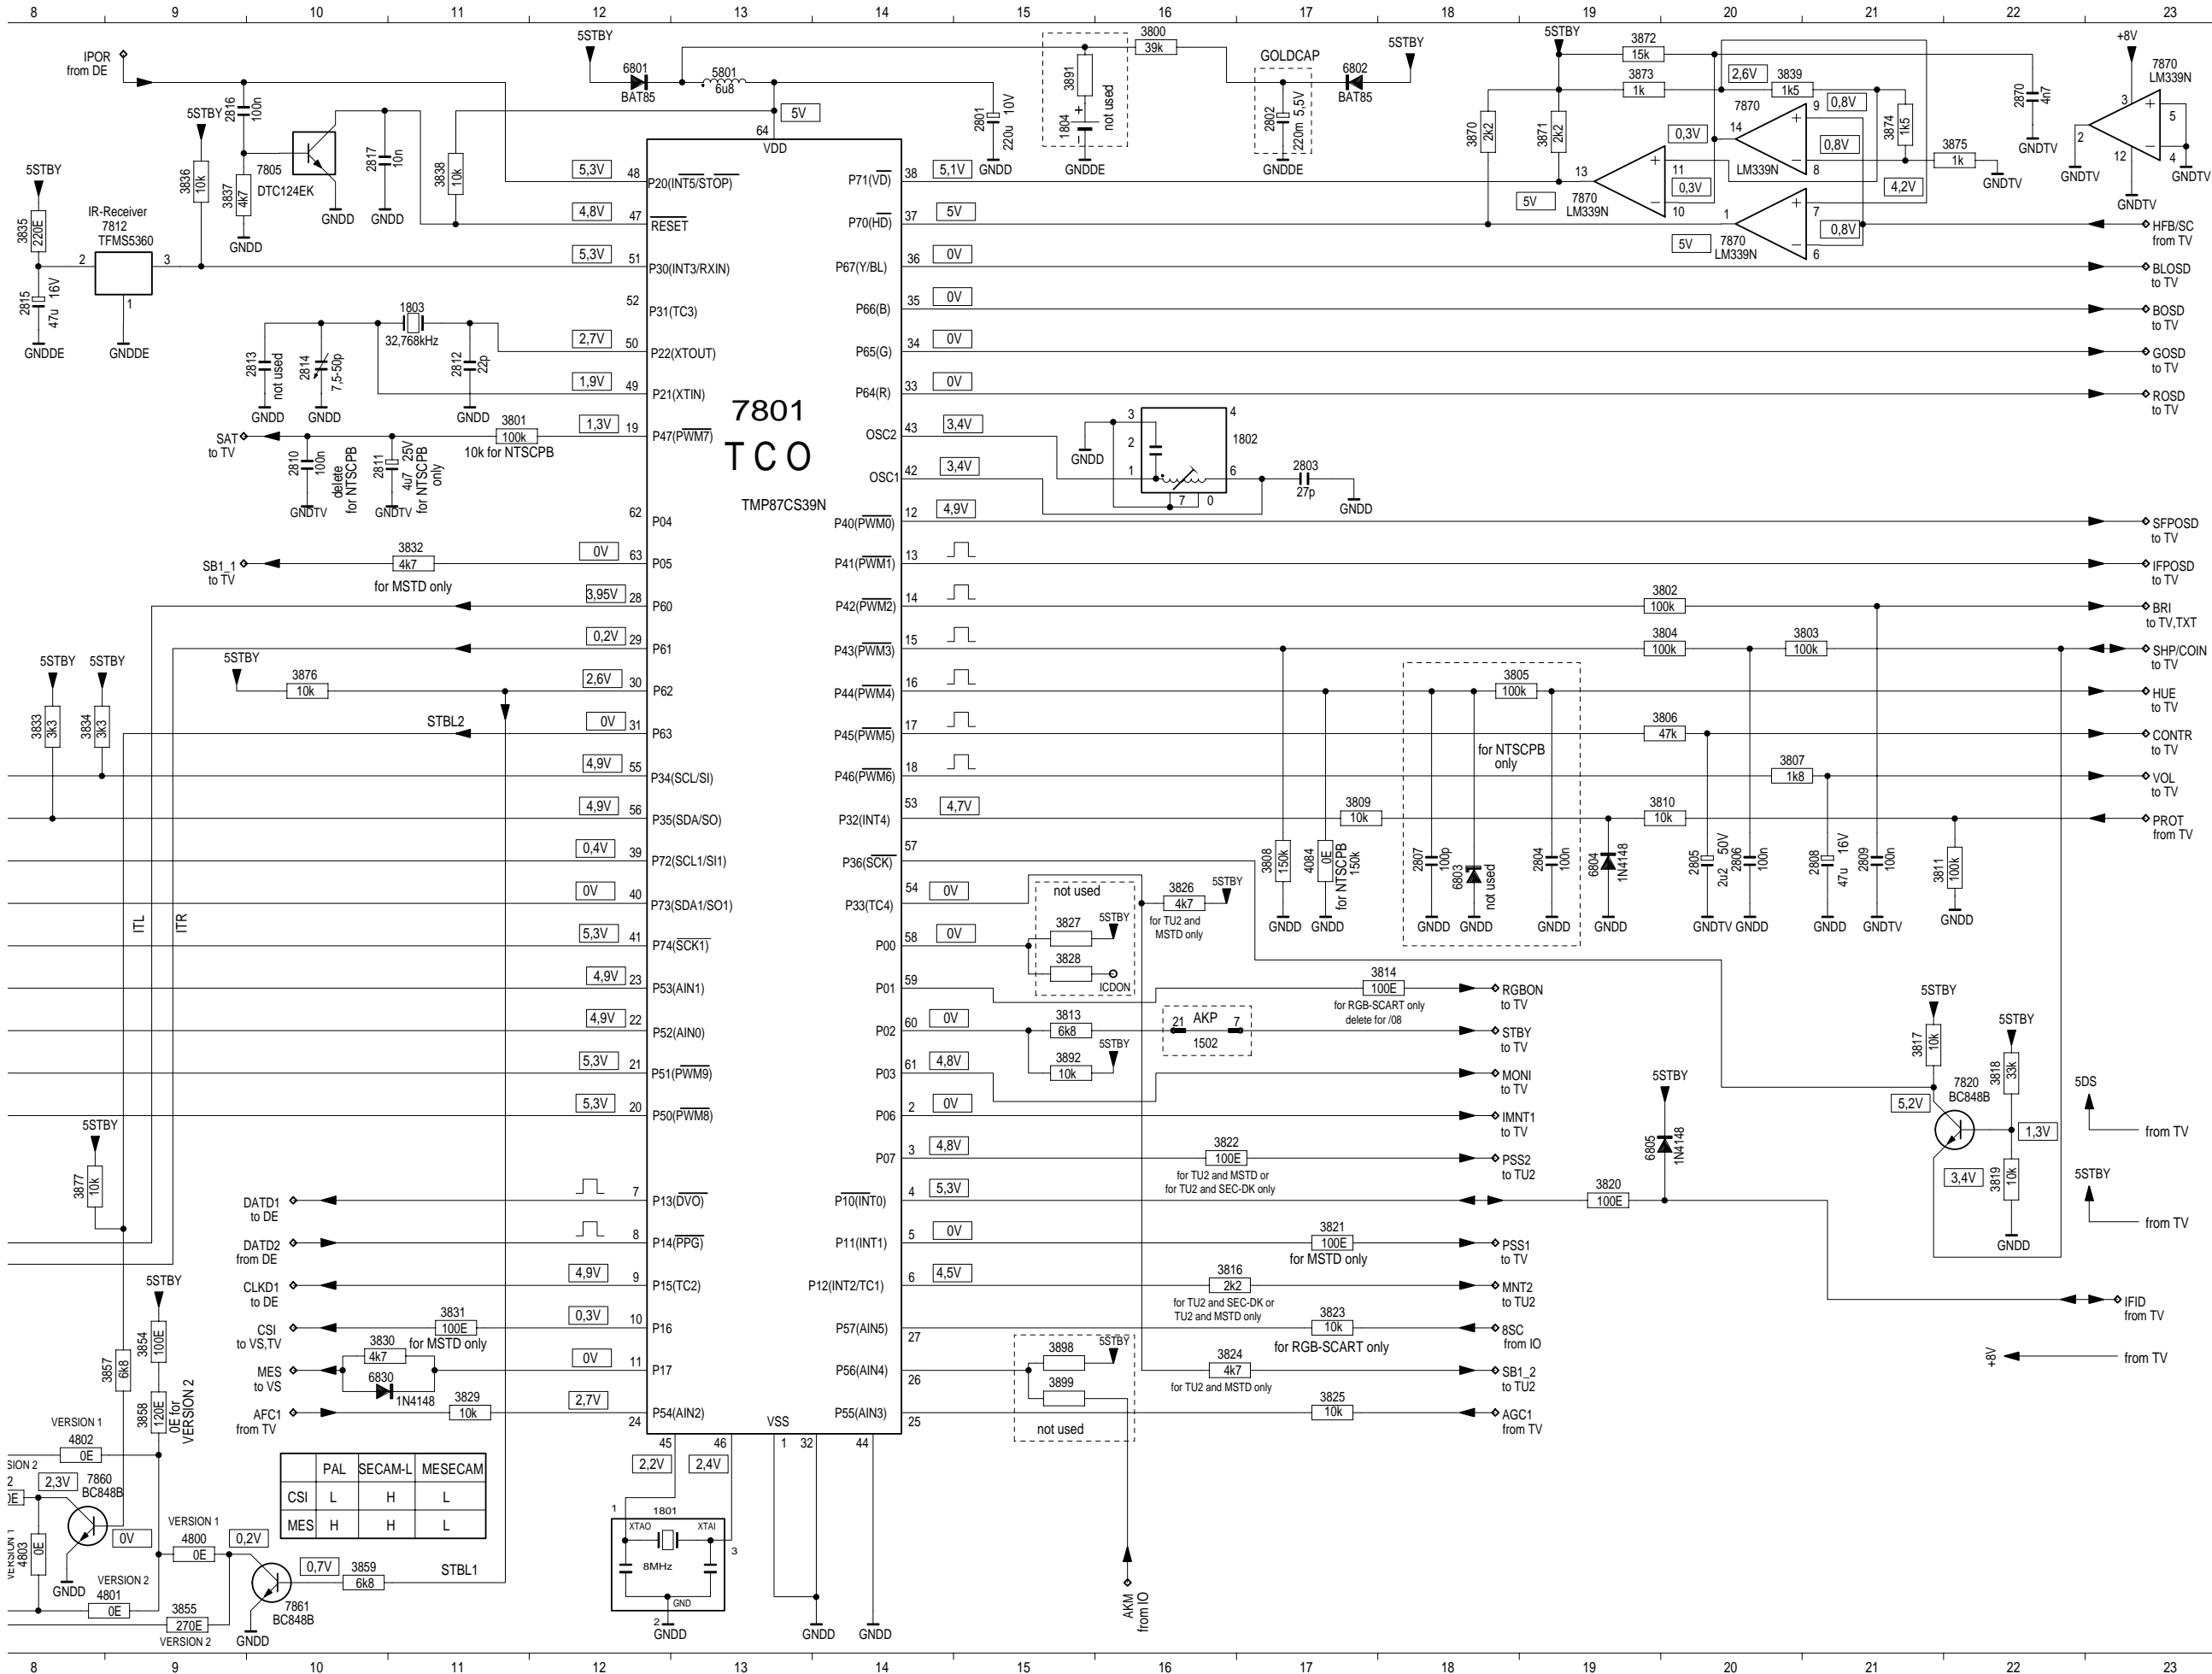 8 9 10 11 12 13 14 15 16 17 18 19 20 21 22 23
IPOR
from DE
5STBY
6801
BAT85
5801
6u8
5V
2801
220u 10V
GNDD
3891
1804
not used
GNDDE
3800
39k
GOLDCAP
2802
220m 5,5V
GNDDE
6802
BAT85
5STBY
5STBY
3872
15k
3873
1k
2,6V
3839
1k5
2870
4n7
GNDTV
+8V
7870
LM339N
3
5
2
12
4
GNDTV
GNDTV
GNDTV
3870
2k2
3871
2k2
0,3V
7870
14
9
0,8V
0,8V
8
LM339N
3874
1k5
3875
1k
GNDTV
4,2V
13
11
0,3V
10
7870
LM339N
5V
1
7
0,8V
6
5V
7870
LM339N
5STBY
2816
100n
3836
10k
3837
4k7
7805
DTC124EK
2817
10n
3838
10k
GNDD
GNDD
GNDD
5STBY
3835
220E
IR-Receiver
7812
TFMS5360
2
3
1
2815
47u 16V
GNDDE
GNDDE
64
VDD
5,3V 48 P20(INT5/STOP)
4,8V 47 RESET
5,3V 51 P30(INT3/RXIN)
52 P31(TC3)
2,7V 50 P22(XTOUT)
1,9V 49 P21(XTIN)
1,3V 19 P47(PWM7)
62 P04
0V 63 P05
3,95V 28 P60
0,2V 29 P61
2,6V 30 P62
0V 31 P63
4,9V 55 P34(SCL/SI)
4,9V 56 P35(SDA/SO)
0,4V 39 P72(SCL1/SI1)
0V 40 P73(SDA1/SO1)
5,3V 41 P74(SCK1)
4,9V 23 P53(AIN1)
4,9V 22 P52(AIN0)
5,3V 21 P51(PWM9)
5,3V 20 P50(PWM8)
7 P13(DVO)
8 P14(PPG)
4,9V 9 P15(TC2)
0,3V 10 P16
0V 11 P17
2,7V 24 P54(AIN2)
7801
TCO
TMP87CS39N
P71(VD) 38 5,1V
P70(HD) 37 5V
P67(Y/BL) 36 0V
P66(B) 35 0V
P65(G) 34 0V
P64(R) 33 0V
OSC2 43 3,4V
OSC1 42 3,4V
P40(PWM0) 12 4,9V
P41(PWM1) 13
P42(PWM2) 14
P43(PWM3) 15
P44(PWM4) 16
P45(PWM5) 17
P46(PWM6) 18
P32(INT4) 53 4,7V
P36(SCK) 57
P33(TC4) 54 0V
P00 58 0V
P01 59
P02 60 0V
P03 61 4,8V
P06 2 0V
P07 3 4,8V
P10(INT0) 4 5,3V
P11(INT1) 5 0V
P12(INT2/TC1) 6 4,5V
P57(AIN5) 27
P56(AIN4) 26
P55(AIN3) 25
VSS
45 46 1 32 44
2,2V 2,4V
1803
32,768kHz
2813
not used
2814
7,5-50p
2812
22p
GNDD GNDD GNDD
SAT
to TV
3801
100k
10k for NTSCPB
2810
100n
delete
for NTSCPB
2811
4u7 25V
for NTSCPB
only
GNDTV GNDTV
SB1_1
to TV
3832
4k7
for MSTD only
3 4
2
1 6
7 0
1802
GNDD
2803
27p
GNDD
HFB/SC
from TV
BLOSD
to TV
BOSD
to TV
GOSD
to TV
ROSD
to TV
SFPOSD
to TV
IFPOSD
to TV
BRI
to TV,TXT
SHP/COIN
to TV
HUE
to TV
CONTR
to TV
VOL
to TV
PROT
from TV
3802
100k
3804
100k
3803
100k
3805
100k
for NTSCPB
only
3806
47k
3807
1k8
3809
10k
3810
10k
3808
150k
4084
0E
for NTSCPB
150k
2807
100p
6803
not used
2804
100n
6804
1N4148
2805
2u2 50V
2806
100n
2808
47u 16V
2809
100n
3811
100k
GNDD GNDD GNDD GNDD GNDD GNDD GNDTV GNDD GNDD GNDTV GNDD
5STBY 5STBY 5STBY
3833
3k3
3834
3k3
3876
10k
STBL2
ITL
ITR
not used
3827
5STBY
3828
ICDON
3826
4k7
5STBY
for TU2 and
MSTD only
3814
100E
for RGB-SCART only
delete for /08
RGBON
to TV
3813
6k8
21 AKP 7
1502
STBY
to TV
3892
10k
5STBY
MONI
to TV
IMNT1
to TV
3822
100E
for TU2 and MSTD or
for TU2 and SEC-DK only
PSS2
to TU2
5STBY
6805
1N4148
3820
100E
3821
100E
for MSTD only
PSS1
to TV
3816
2k2
for TU2 and SEC-DK or
TU2 and MSTD only
MNT2
to TU2
3823
10k
for RGB-SCART only
8SC
from IO
3898
5STBY
3899
not used
3824
4k7
for TU2 and MSTD only
SB1_2
to TU2
3825
10k
AGC1
from TV
AKM
from IO
5STBY
3817
10k
5,2V
7820
BC848B
3,4V
5STBY
3818
33k
1,3V
3819
10k
GNDD
5DS
from TV
5STBY
from TV
IFID
from TV
+8V
from TV
5STBY
3877
10k
DATD1
to DE
DATD2
from DE
CLKD1
to DE
CSI
to VS,TV
MES
to VS
AFC1
from TV
3831
100E
for MSTD only
3830
4k7
6830
1N4148
3829
10k
5STBY
3854
100E
3857
6k8
3858
120E
0E for
VERSION 2
VERSION 1
4802
0E
2,3V
7860
BC848B
0V
VERSION 1
4803
0E
GNDD
VERSION 1
4800
0E
0,2V
VERSION 2
4801
0E
3855
270E
VERSION 2
0,7V
7861
BC848B
GNDD
3859
6k8
STBL1
PAL SECAM-L MESECAM
CSI L H L
MES H H L
1 1801
XTAO XTAI
3
8MHz
GND
2
GNDD GNDD GNDD
8 9 10 11 12 13 14 15 16 17 18 19 20 21 22 23